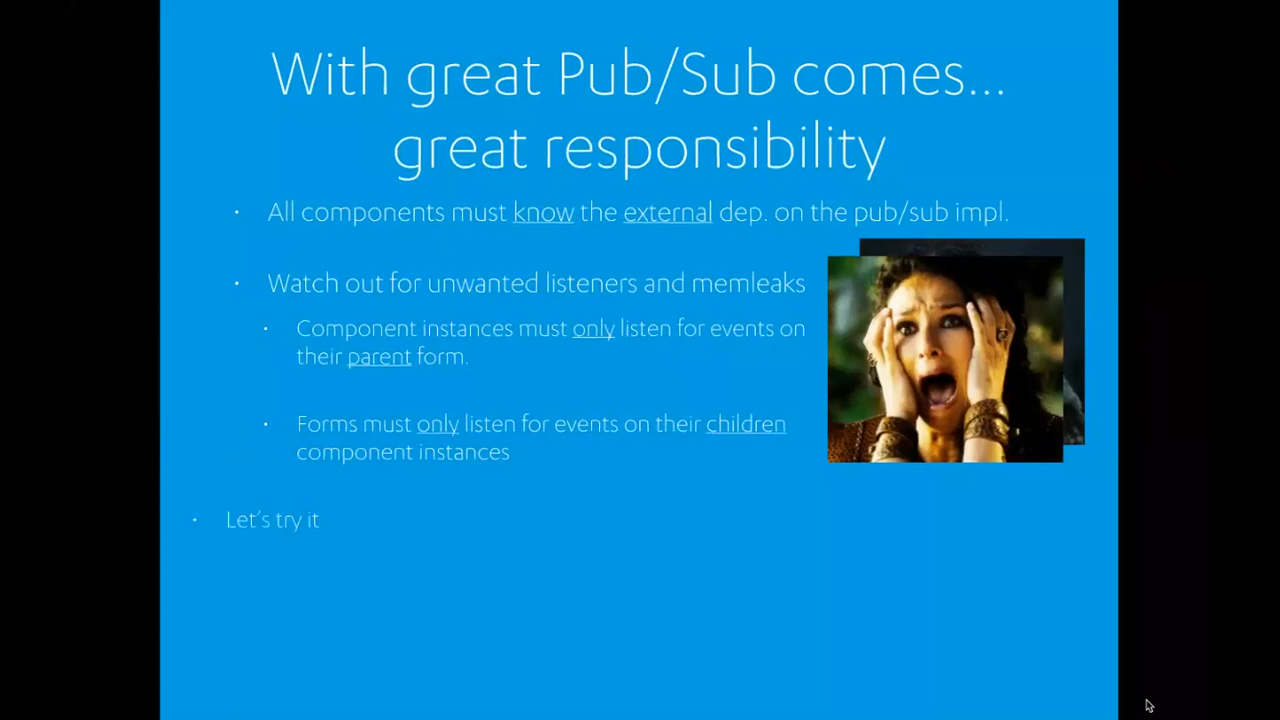 With great Pub/Sub comes...
great responsibility
All components must know the external dep. on the pub/sub impl.
Watch out for unwanted listeners and memleaks
Component instances must only listen for events on
their parent form.
Forms must only listen for events on their children
component instances
Let's try it